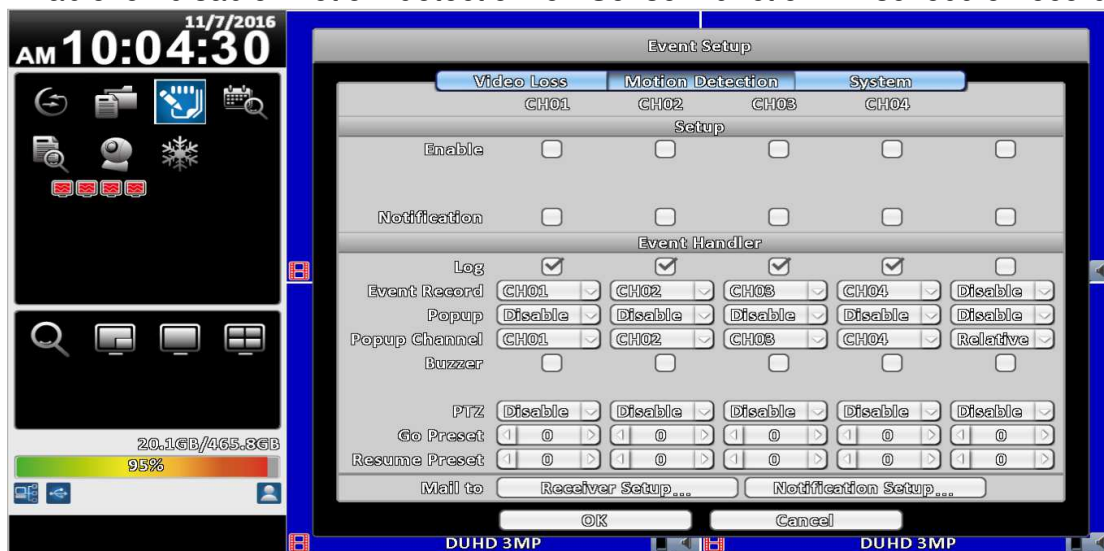 11/7/2016
AM 10:04:30
20.1GB/465.8GB
95%
Event Setup
Video Loss Motion Detection System
CH01 CH02 CH03 CH04
Setup
Enable
Notification
Event Handler
Log
Event Record CH01 CH02 CH03 CH04 Disable
Popup Disable Disable Disable Disable Disable
Popup Channel CH01 CH02 CH03 CH04 Relative
Buzzer
PTZ Disable Disable Disable Disable Disable
Go Preset 0 0 0 0 0
Resume Preset 0 0 0 0 0
Mail to Receiver Setup... Notification Setup...
OK Cancel
DUHD 3MP DUHD 3MP